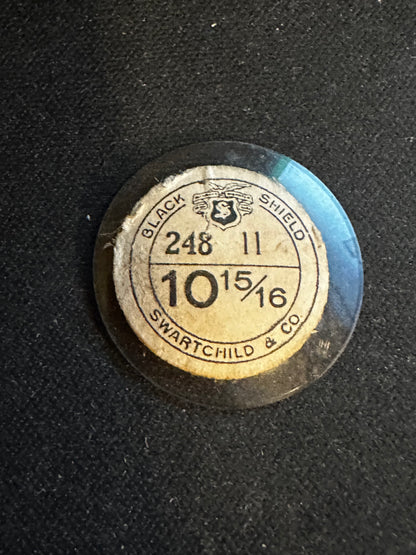 BLACK SHIELD
S
248 11
10 15/16
SWARTCHILD & CO.